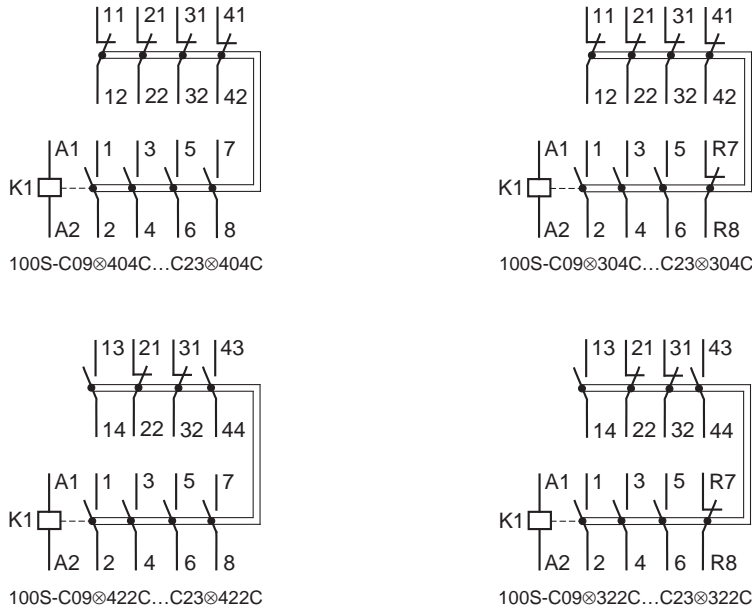 11 21 31 41
12 22 32 42
A1 1 3 5 7
K1
A2 2 4 6 8
100S-C09⊗404C...C23⊗404C
11 21 31 41
12 22 32 42
A1 1 3 5 R7
K1
A2 2 4 6 R8
100S-C09⊗304C...C23⊗304C
13 21 31 43
14 22 32 44
A1 1 3 5 7
K1
A2 2 4 6 8
100S-C09⊗422C...C23⊗422C
13 21 31 43
14 22 32 44
A1 1 3 5 R7
K1
A2 2 4 6 R8
100S-C09⊗322C...C23⊗322C